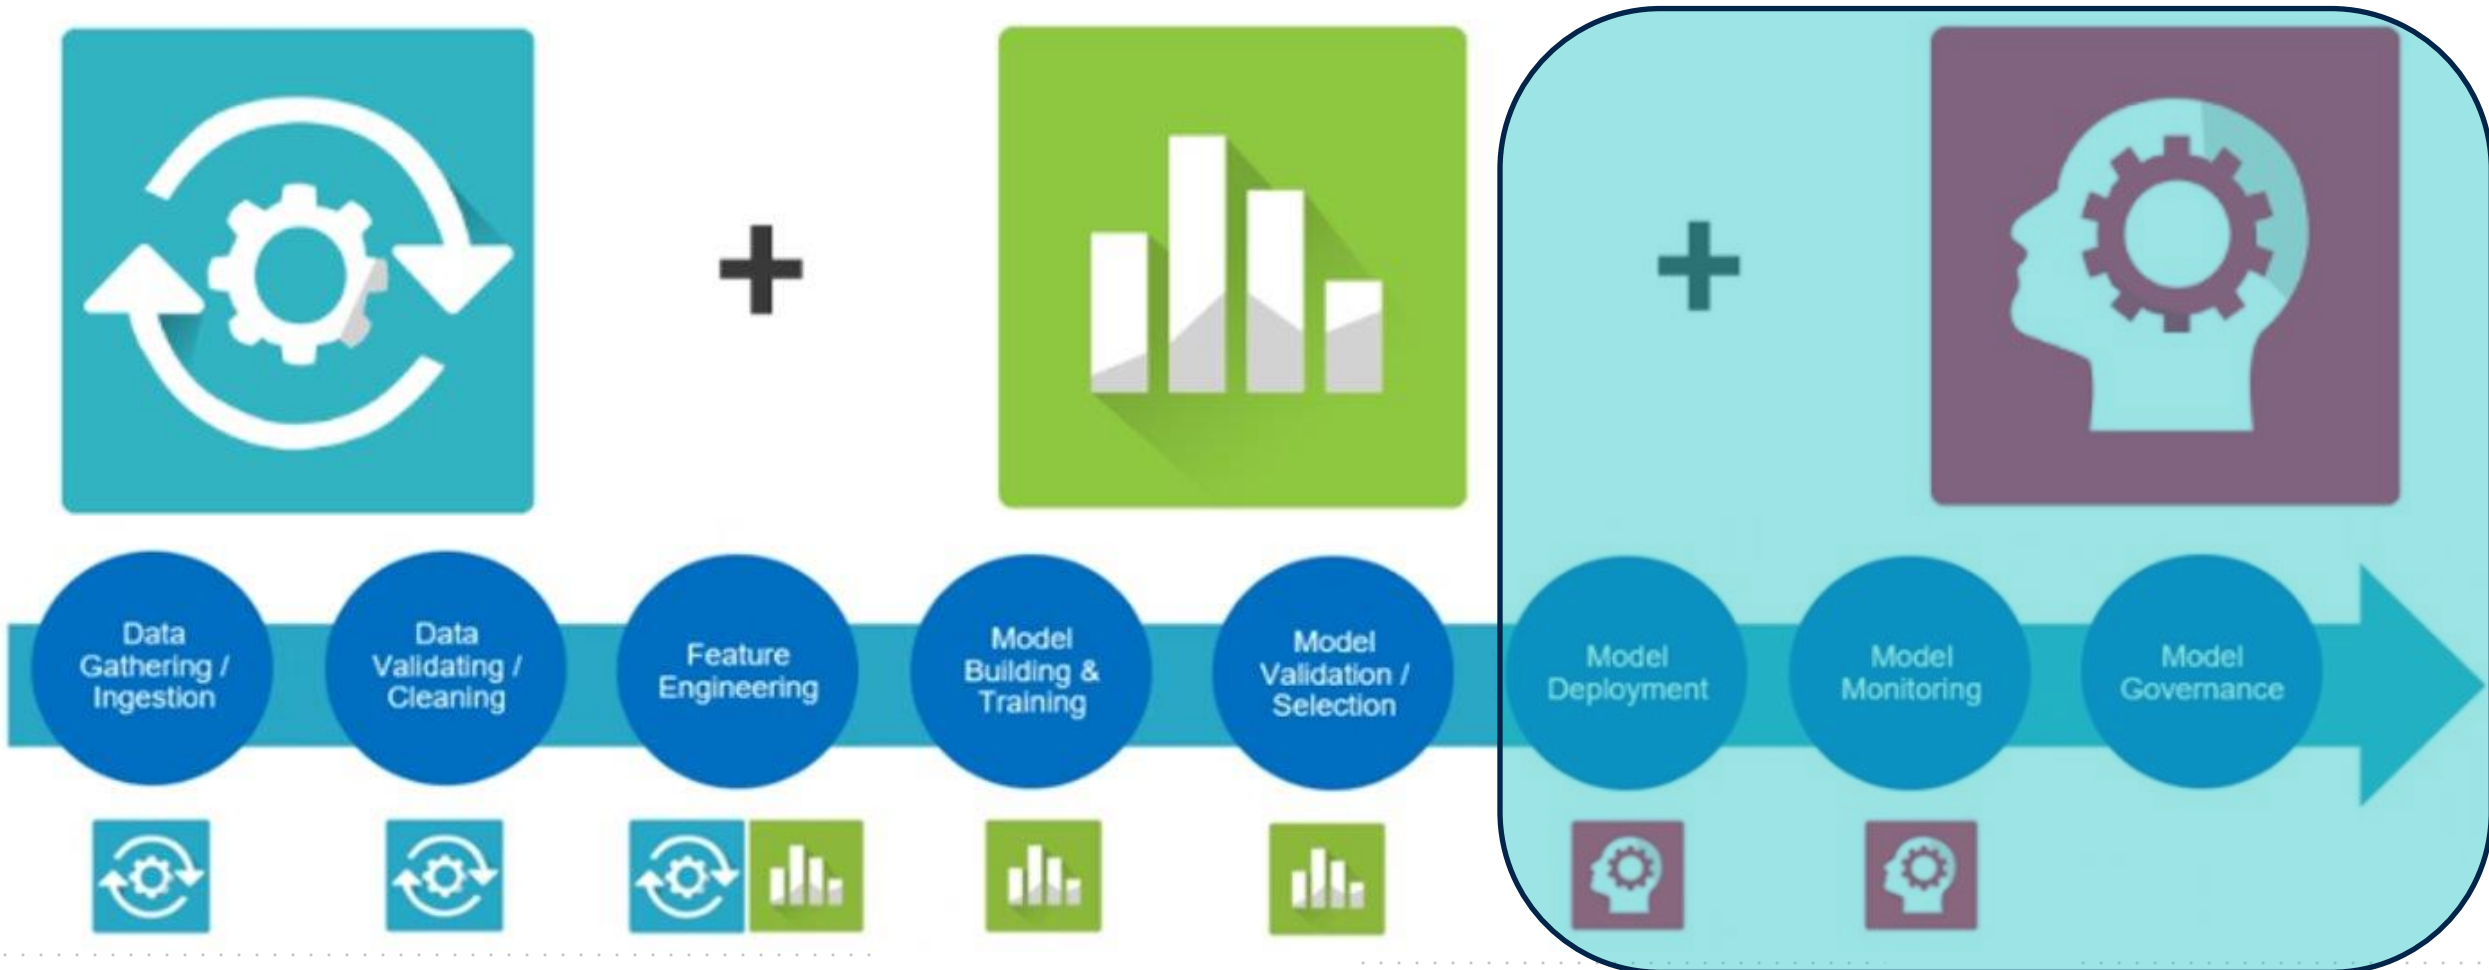 Data
Gathering /
Ingestion
Data
Validating /
Cleaning
Feature
Engineering
Model
Building &
Training
Model
Validation /
Selection
Model
Deployment
Model
Monitoring
Model
Governance